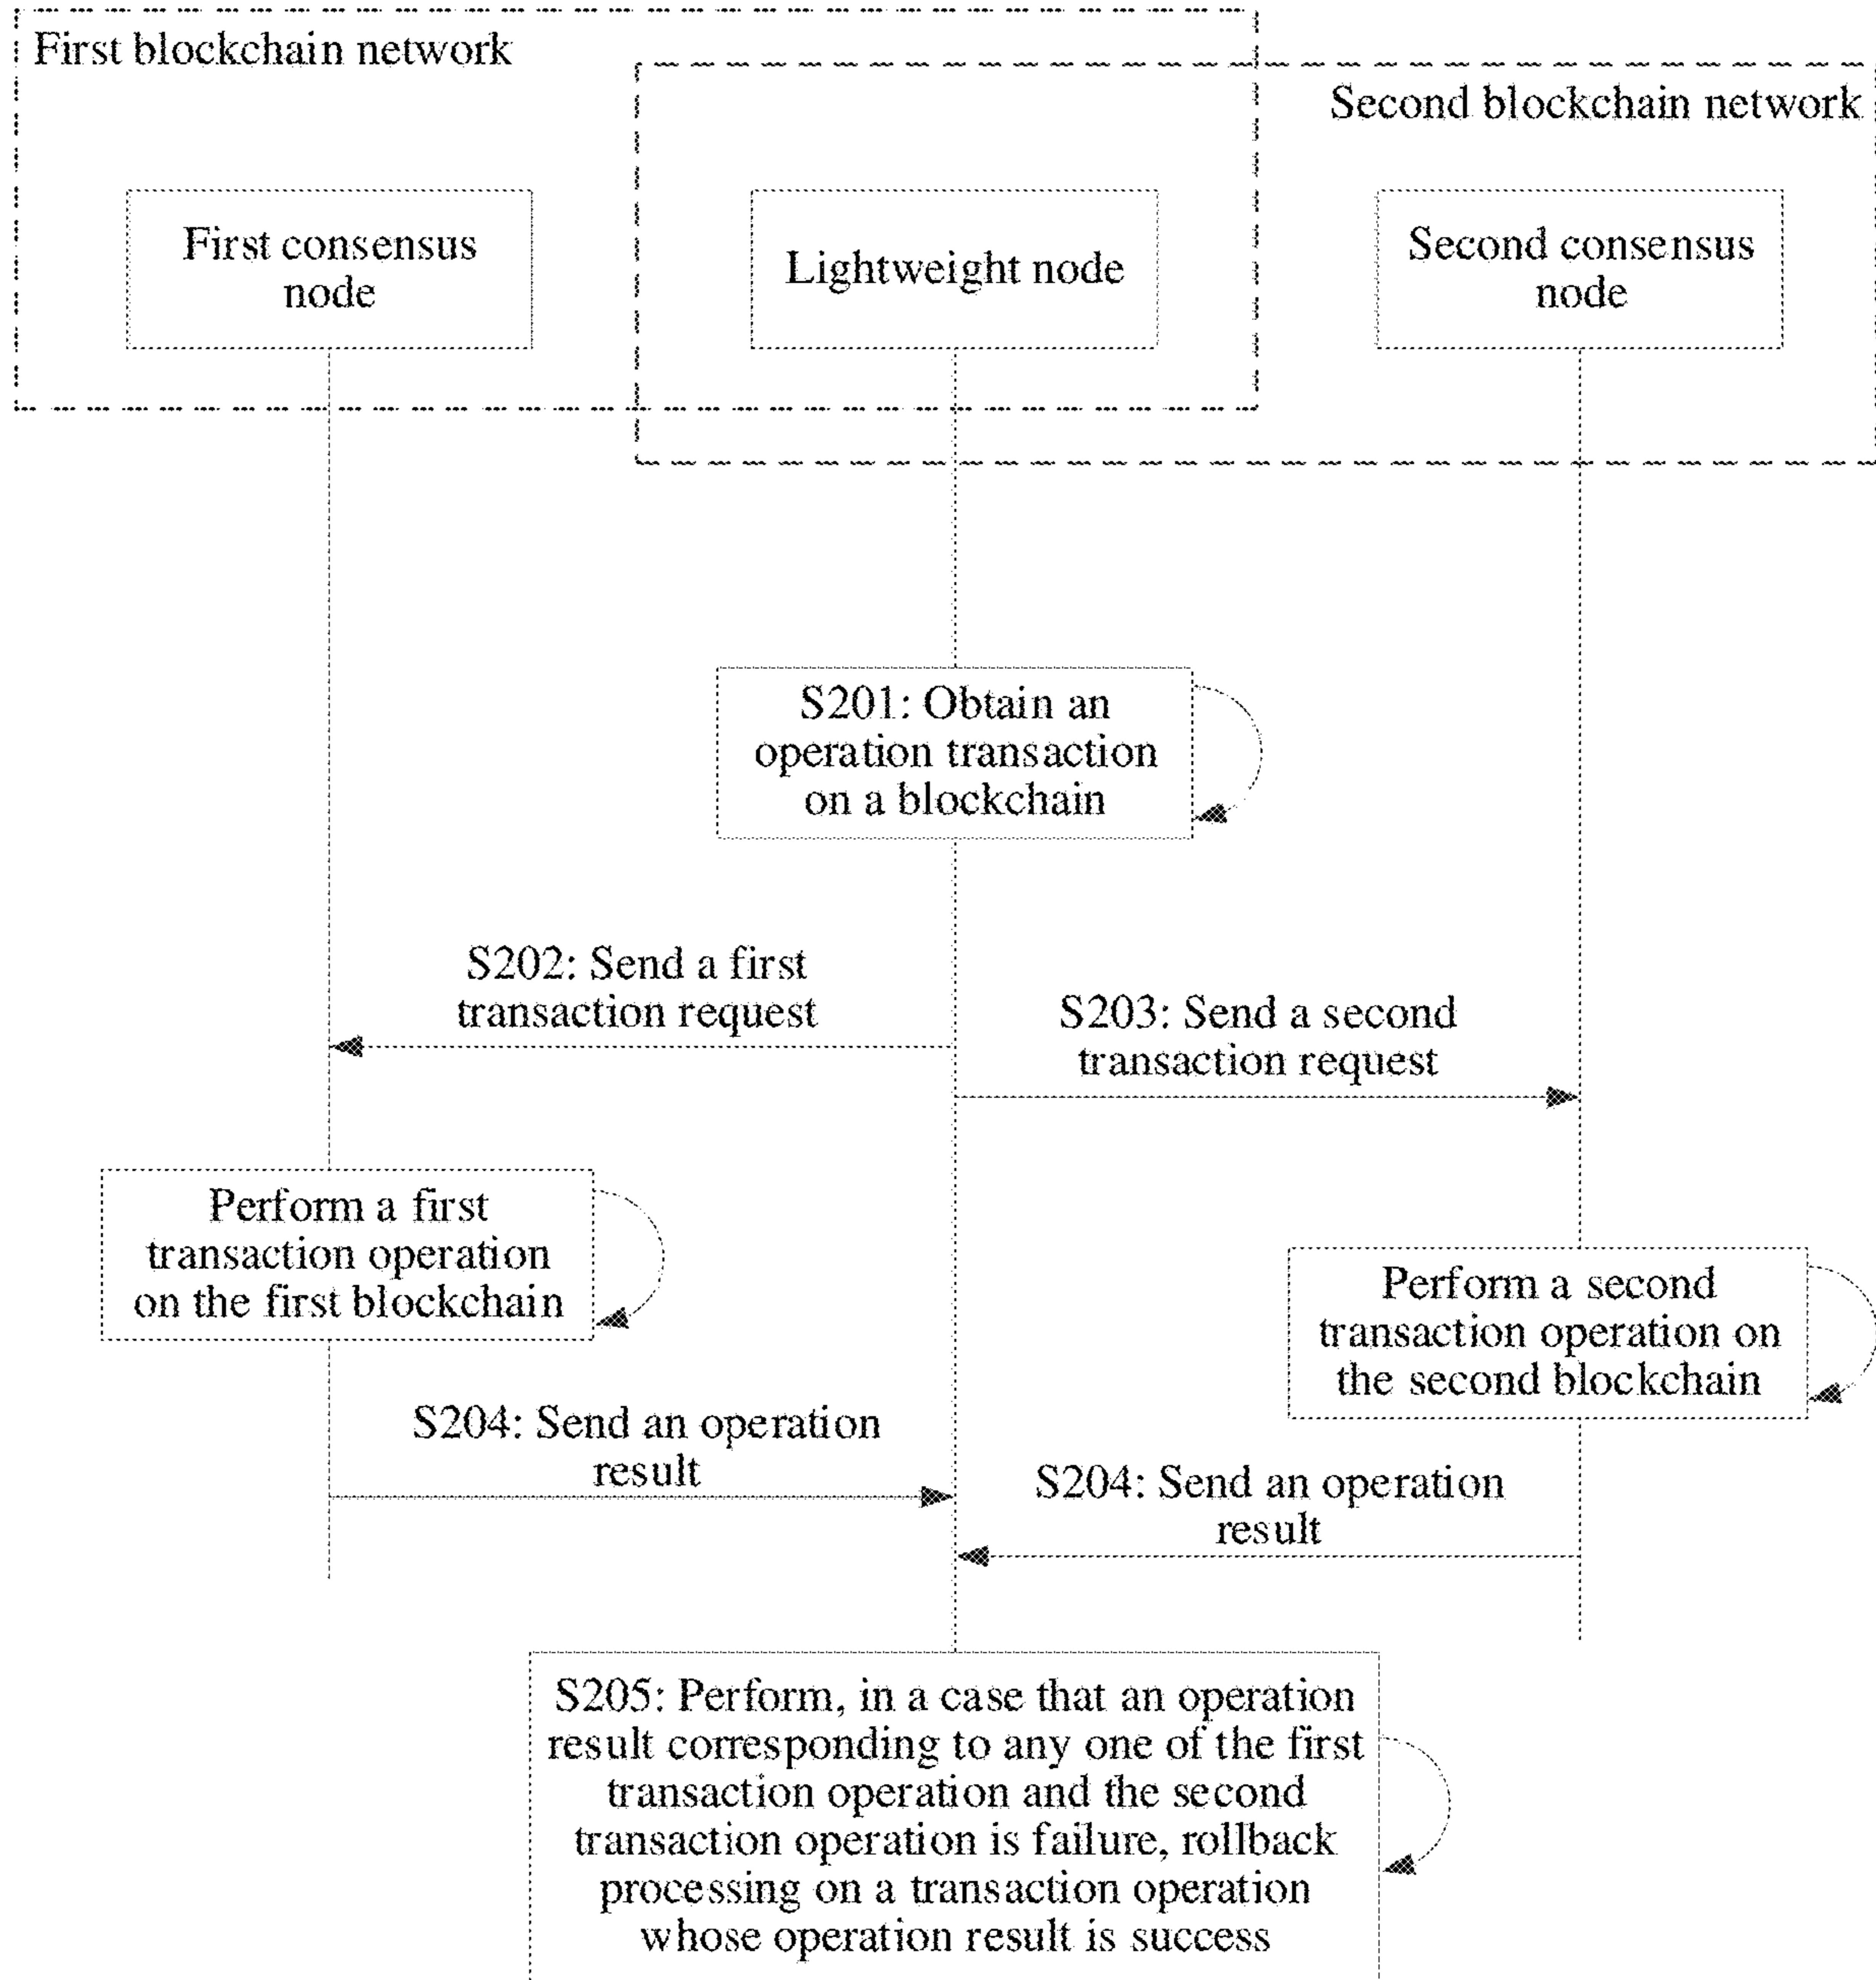 First blockchain network
Second blockchain network
First consensus
node
Lightweight node
Second consensus
node
S201: Obtain an
operation transaction
on a blockchain
S202: Send a first
transaction request
S203: Send a second
transaction request
Perform a first
transaction operation
on the first blockchain
Perform a second
transaction operation on
the second blockchain
S204: Send an operation
result
S204: Send an operation
result
S205: Perform, in a case that an operation
result corresponding to any one of the first
transaction operation and the second
transaction operation is failure, rollback
processing on a transaction operation
whose operation result is success